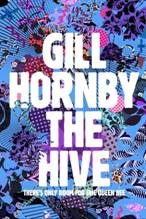 GILL
HORNBY
THE
HIVE
THERE'S ONLY ROOM FOR ONE QUEEN BEE